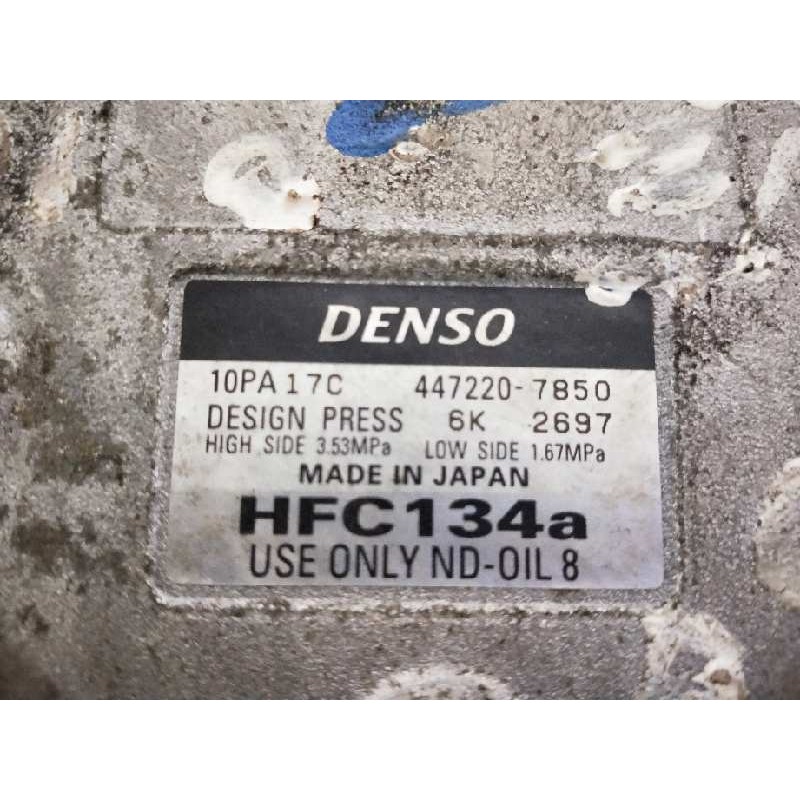 DENSO
10PA17C 447220-7850
DESIGN PRESS 6K 2697
HIGH SIDE 3.53MPa LOW SIDE 1.67MPa
MADE IN JAPAN
HFC134a
USE ONLY ND-OIL 8